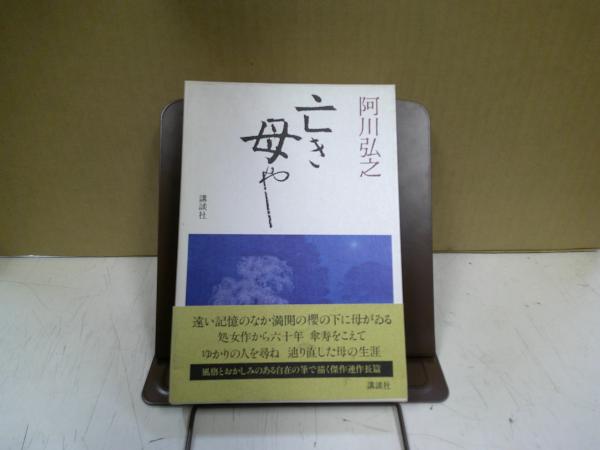 阿川弘之
亡き
母や
講談社
遠い記憶のなか満開の櫻の下に母がゐる
処女作から六十年 傘寿をこえて
ゆかりの人を尋ね 辿り直した母の生涯
風格とおかしみのある自在の筆で描く傑作連作長篇
講談社